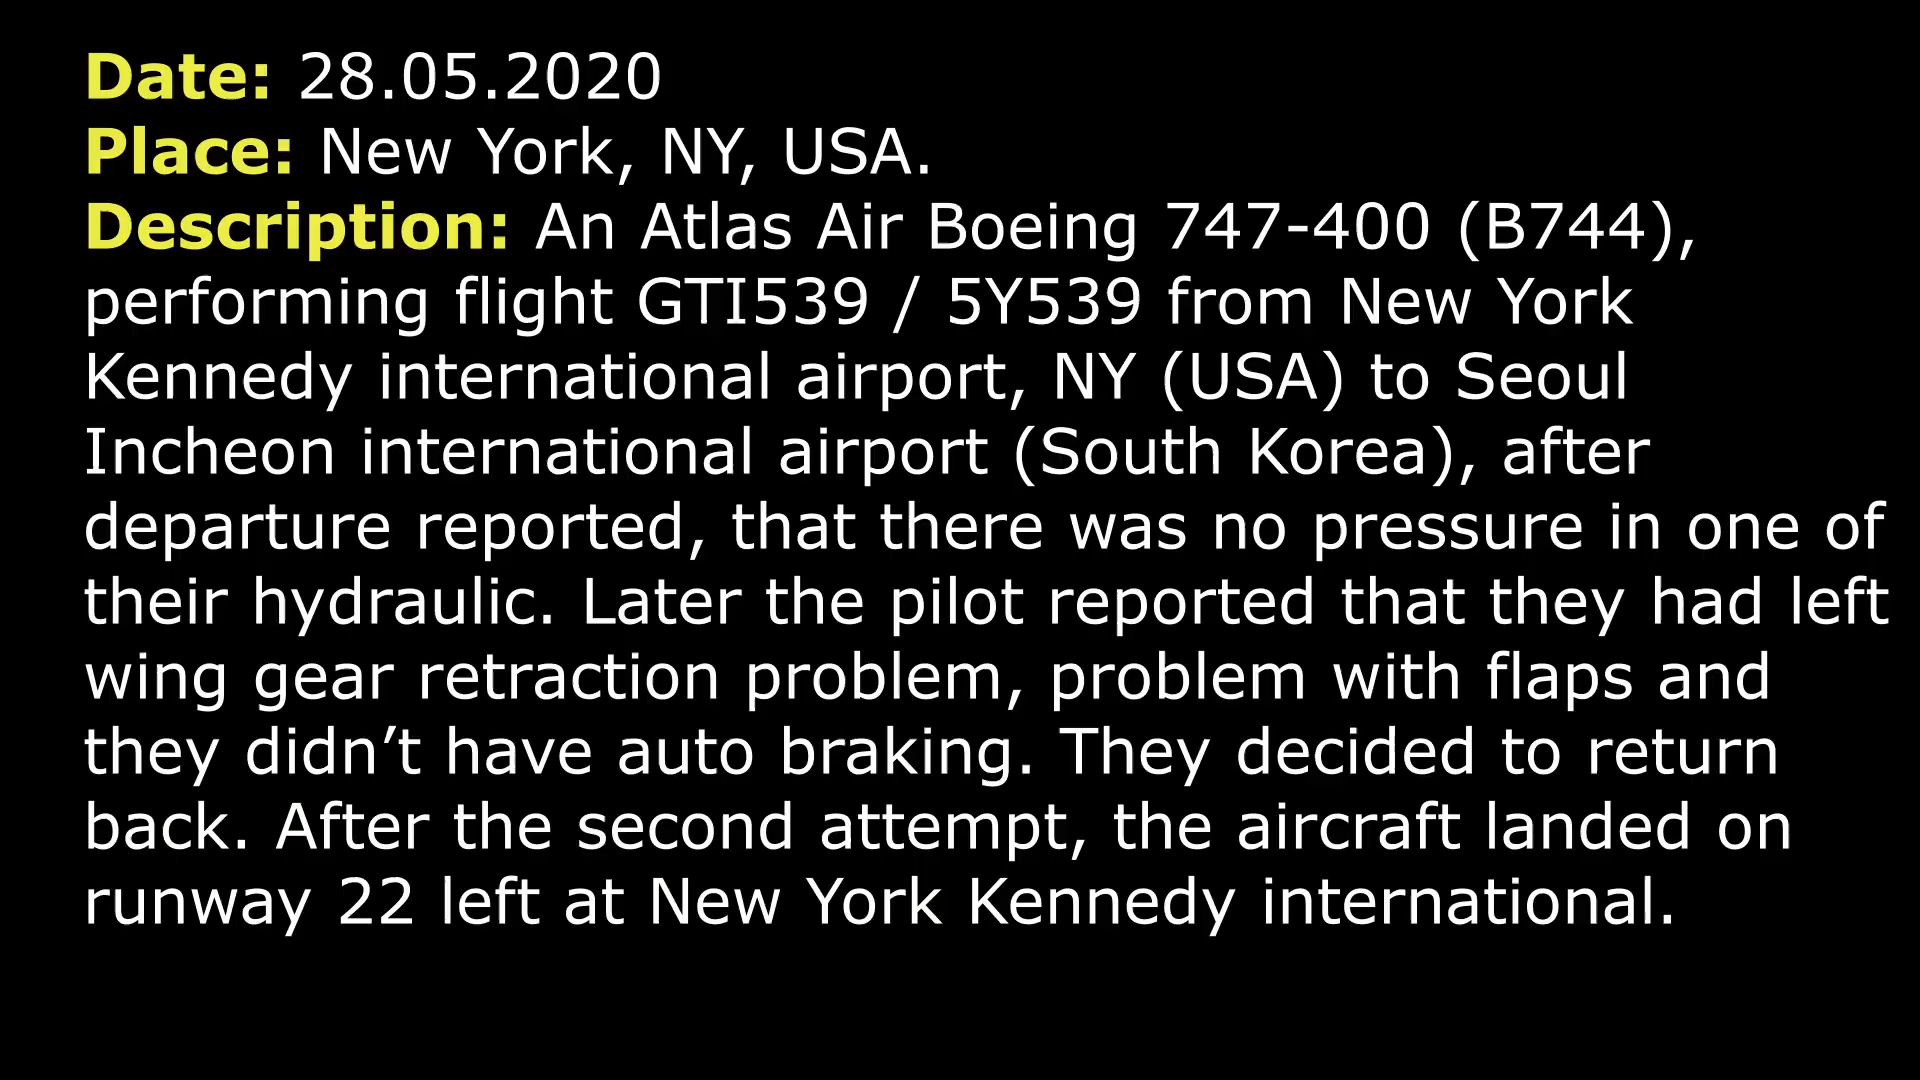 Date: 28.05.2020
Place: New York, NY, USA.
Description: An Atlas Air Boeing 747-400 (B744),
performing flight GTI539 / 5Y539 from New York
Kennedy international airport, NY (USA) to Seoul
Incheon international airport (South Korea), after
departure reported, that there was no pressure in one of
their hydraulic. Later the pilot reported that they had left
wing gear retraction problem, problem with flaps and
they didn’t have auto braking. They decided to return
back. After the second attempt, the aircraft landed on
runway 22 left at New York Kennedy international.